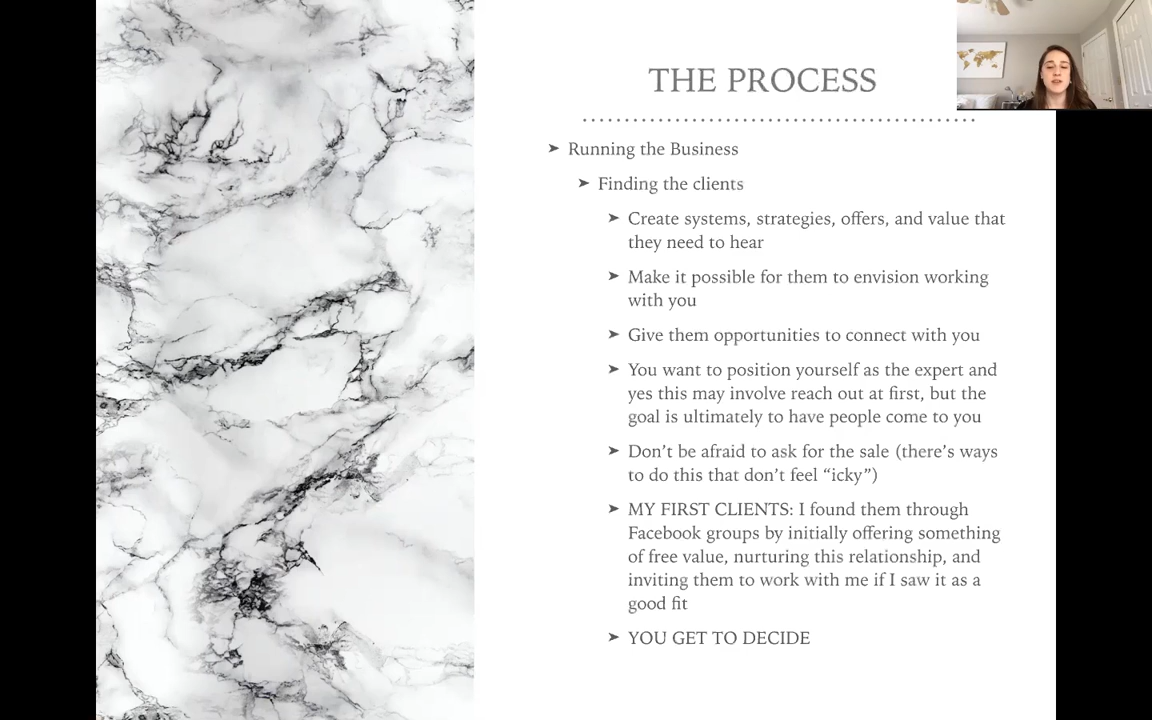 THE PROCESS
➤ Running the Business
➤ Finding the clients
➤ Create systems, strategies, offers, and value that
they need to hear
➤ Make it possible for them to envision working
with you
➤ Give them opportunities to connect with you
➤ You want to position yourself as the expert and
yes this may involve reach out at first, but the
goal is ultimately to have people come to you
➤ Don’t be afraid to ask for the sale (there’s ways
to do this that don’t feel “icky”)
➤ MY FIRST CLIENTS: I found them through
Facebook groups by initially offering something
of free value, nurturing this relationship, and
inviting them to work with me if I saw it as a
good fit
➤ YOU GET TO DECIDE